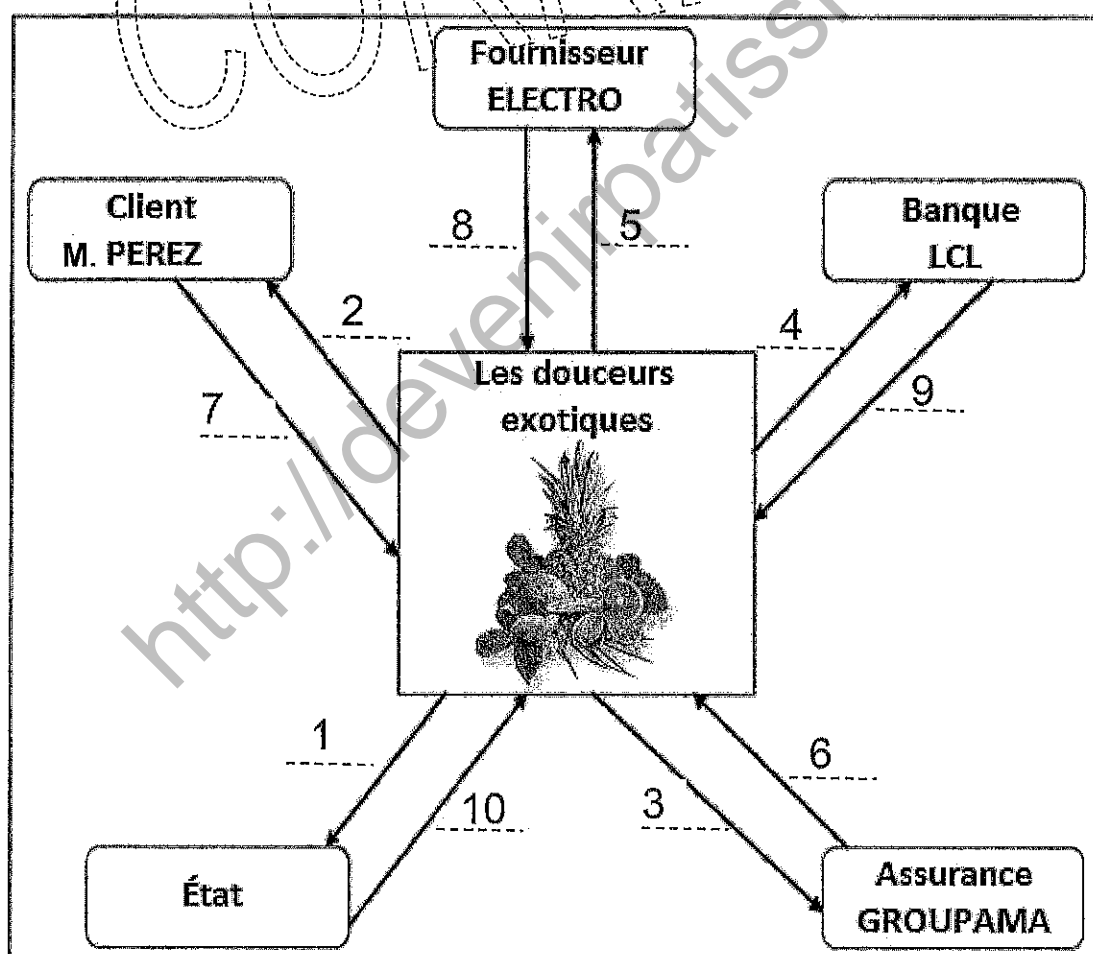 Fournisseur
ELECTRO
Client
M. PEREZ
Banque
LCL
8
5
2
4
7
9
Les douceurs
exotiques
1
10
3
6
État
Assurance
GROUPAMA
http://devenirpatiss